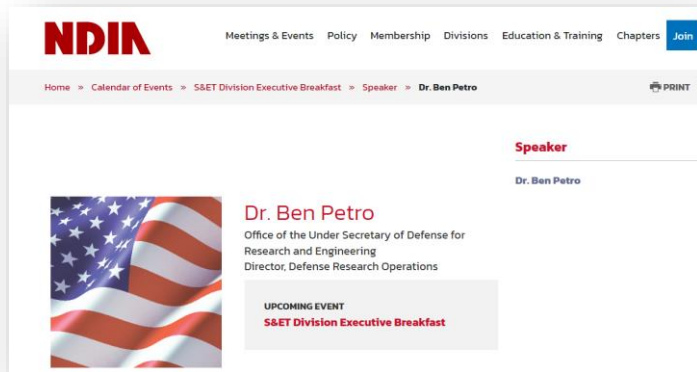 NDIA
Meetings & Events Policy Membership Divisions Education & Training Chapters Join
Home » Calendar of Events » S&ET Division Executive Breakfast » Speaker » Dr. Ben Petro
PRINT
Speaker
Dr. Ben Petro
Dr. Ben Petro
Office of the Under Secretary of Defense for
Research and Engineering
Director, Defense Research Operations
UPCOMING EVENT
S&ET Division Executive Breakfast